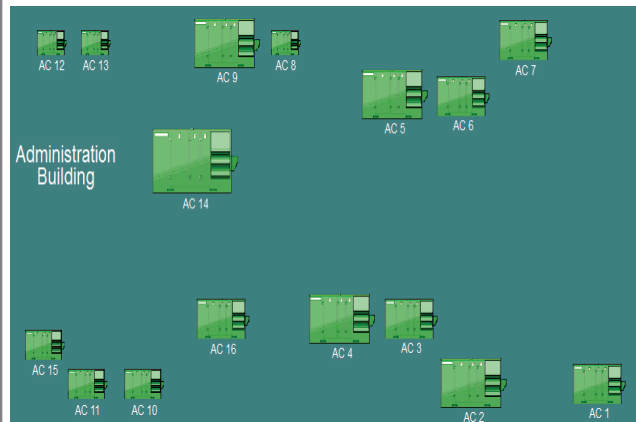 AC 12
AC 13
AC 9
AC 8
AC 7
AC 5
AC 6
Administration
Building
AC 14
AC 16
AC 4
AC 3
AC 15
AC 11
AC 10
AC 2
AC 1